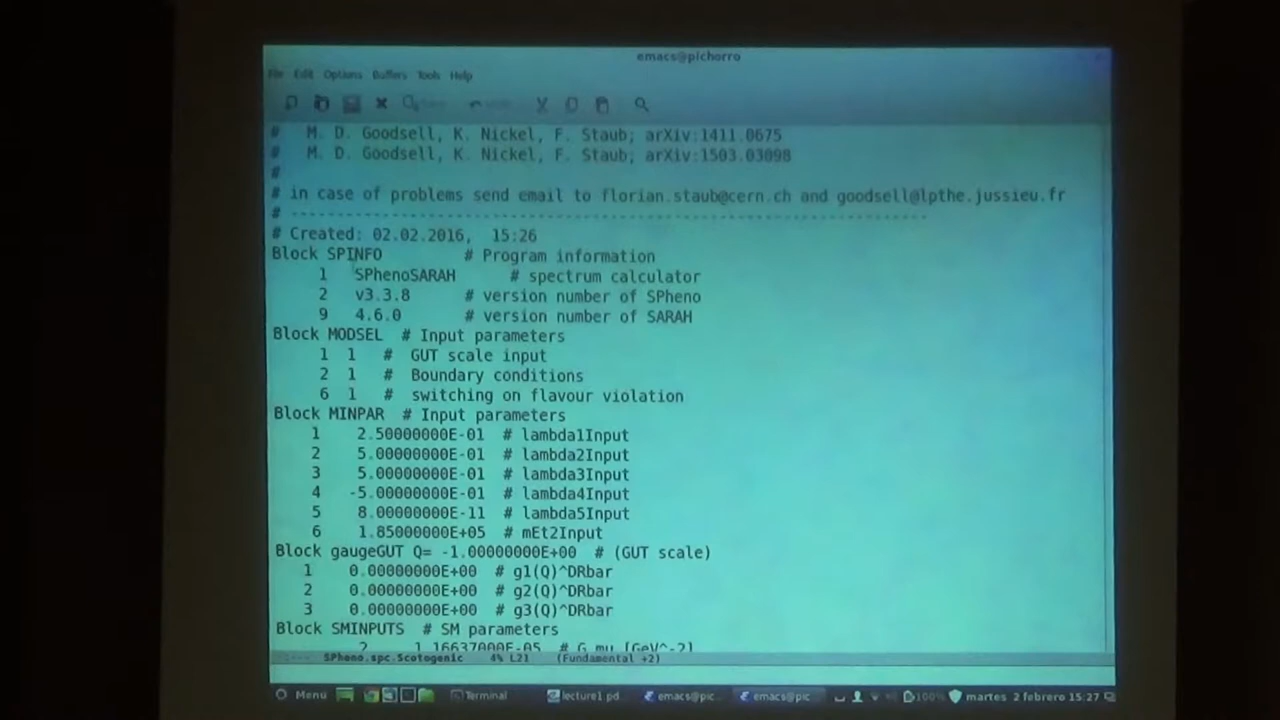 emacs@pichorro
File Edit Options Buffers Tools Help
# M. D. Goodsell, K. Nickel, F. Staub; arXiv:1411.0675
# M. D. Goodsell, K. Nickel, F. Staub; arXiv:1503.03098
#
# in case of problems send email to florian.staub@cern.ch and goodsell@lpthe.jussieu.fr
# ----------------------------------------------------------------------
# Created: 02.02.2016, 15:26
Block SPINFO # Program information
1 SPhenoSARAH # spectrum calculator
2 v3.3.8 # version number of SPheno
9 4.6.0 # version number of SARAH
Block MODSEL # Input parameters
1 1 # GUT scale input
2 1 # Boundary conditions
6 1 # switching on flavour violation
Block MINPAR # Input parameters
1 2.50000000E-01 # lambda1Input
2 5.00000000E-01 # lambda2Input
3 5.00000000E-01 # lambda3Input
4 -5.00000000E-01 # lambda4Input
5 8.00000000E-11 # lambda5Input
6 1.85000000E+05 # mEt2Input
Block gaugeGUT Q= -1.00000000E+00 # (GUT scale)
1 0.00000000E+00 # g1(Q)^DRbar
2 0.00000000E+00 # g2(Q)^DRbar
3 0.00000000E+00 # g3(Q)^DRbar
Block SMINPUTS # SM parameters
2 1.16637000E-05 # G_mu [GeV^-2]
SPheno.spc.Scotogenic 4% L21 (Fundamental +2)
Menu Terminal lecture1.pd emacs@pic... emacs@pic 100% martes 2 febrero 15:27